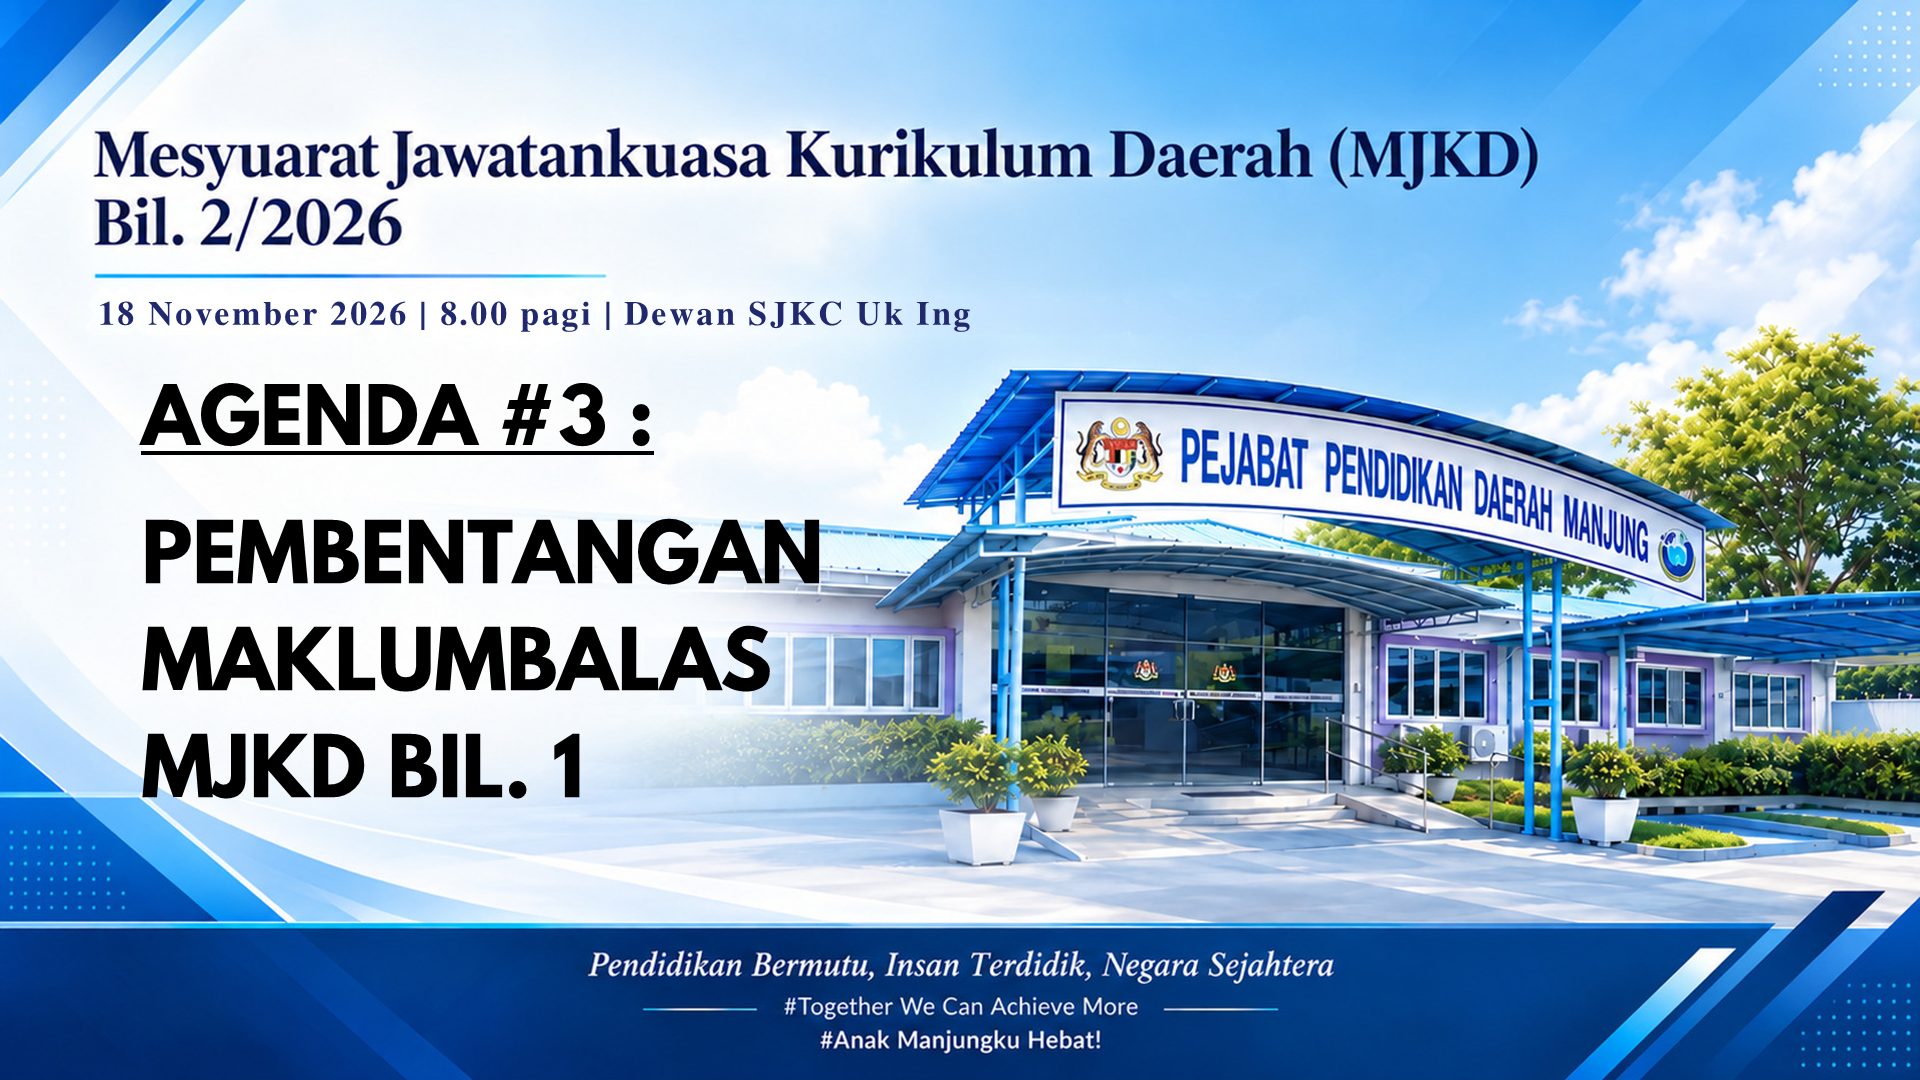 Mesyuarat Jawatankuasa Kurikulum Daerah (MJKD)
Bil. 2/2026
18 November 2026 | 8.00 pagi | Dewan SJKC Uk Ing
AGENDA #3 :
PEMBENTANGAN
MAKLUMBALAS
MJKD BIL. 1
PEJABAT PENDIDIKAN DAERAH MANJUNG
Pendidikan Bermutu, Insan Terdidik, Negara Sejahtera
#Together We Can Achieve More
#Anak Manjungku Hebat!